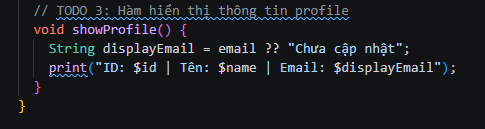 // TODO 3: Hàm hiển thị thông tin profile
void showProfile() {
String displayEmail = email ?? "Chưa cập nhật";
print("ID: $id | Tên: $name | Email: $displayEmail");
}
}